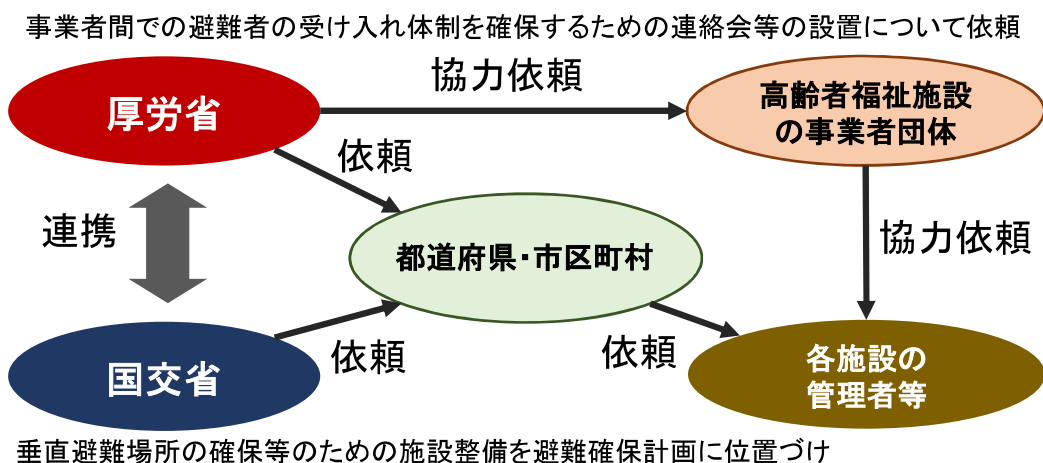 事業者間での避難者の受け入れ体制を確保するための連絡会等の設置について依頼
厚労省
協力依頼
高齢者福祉施設
の事業者団体
依頼
連携
都道府県・市区町村
協力依頼
国交省
依頼
依頼
各施設の
管理者等
垂直避難場所の確保等のための施設整備を避難確保計画に位置づけ